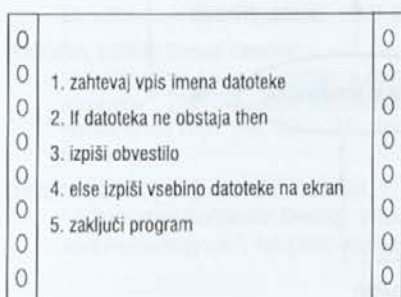 1. zahtevaj vpis imena datoteke
2. If datoteka ne obstaja then
3. izpiši obvestilo
4. else izpiši vsebino datoteke na ekran
5. zaključi program